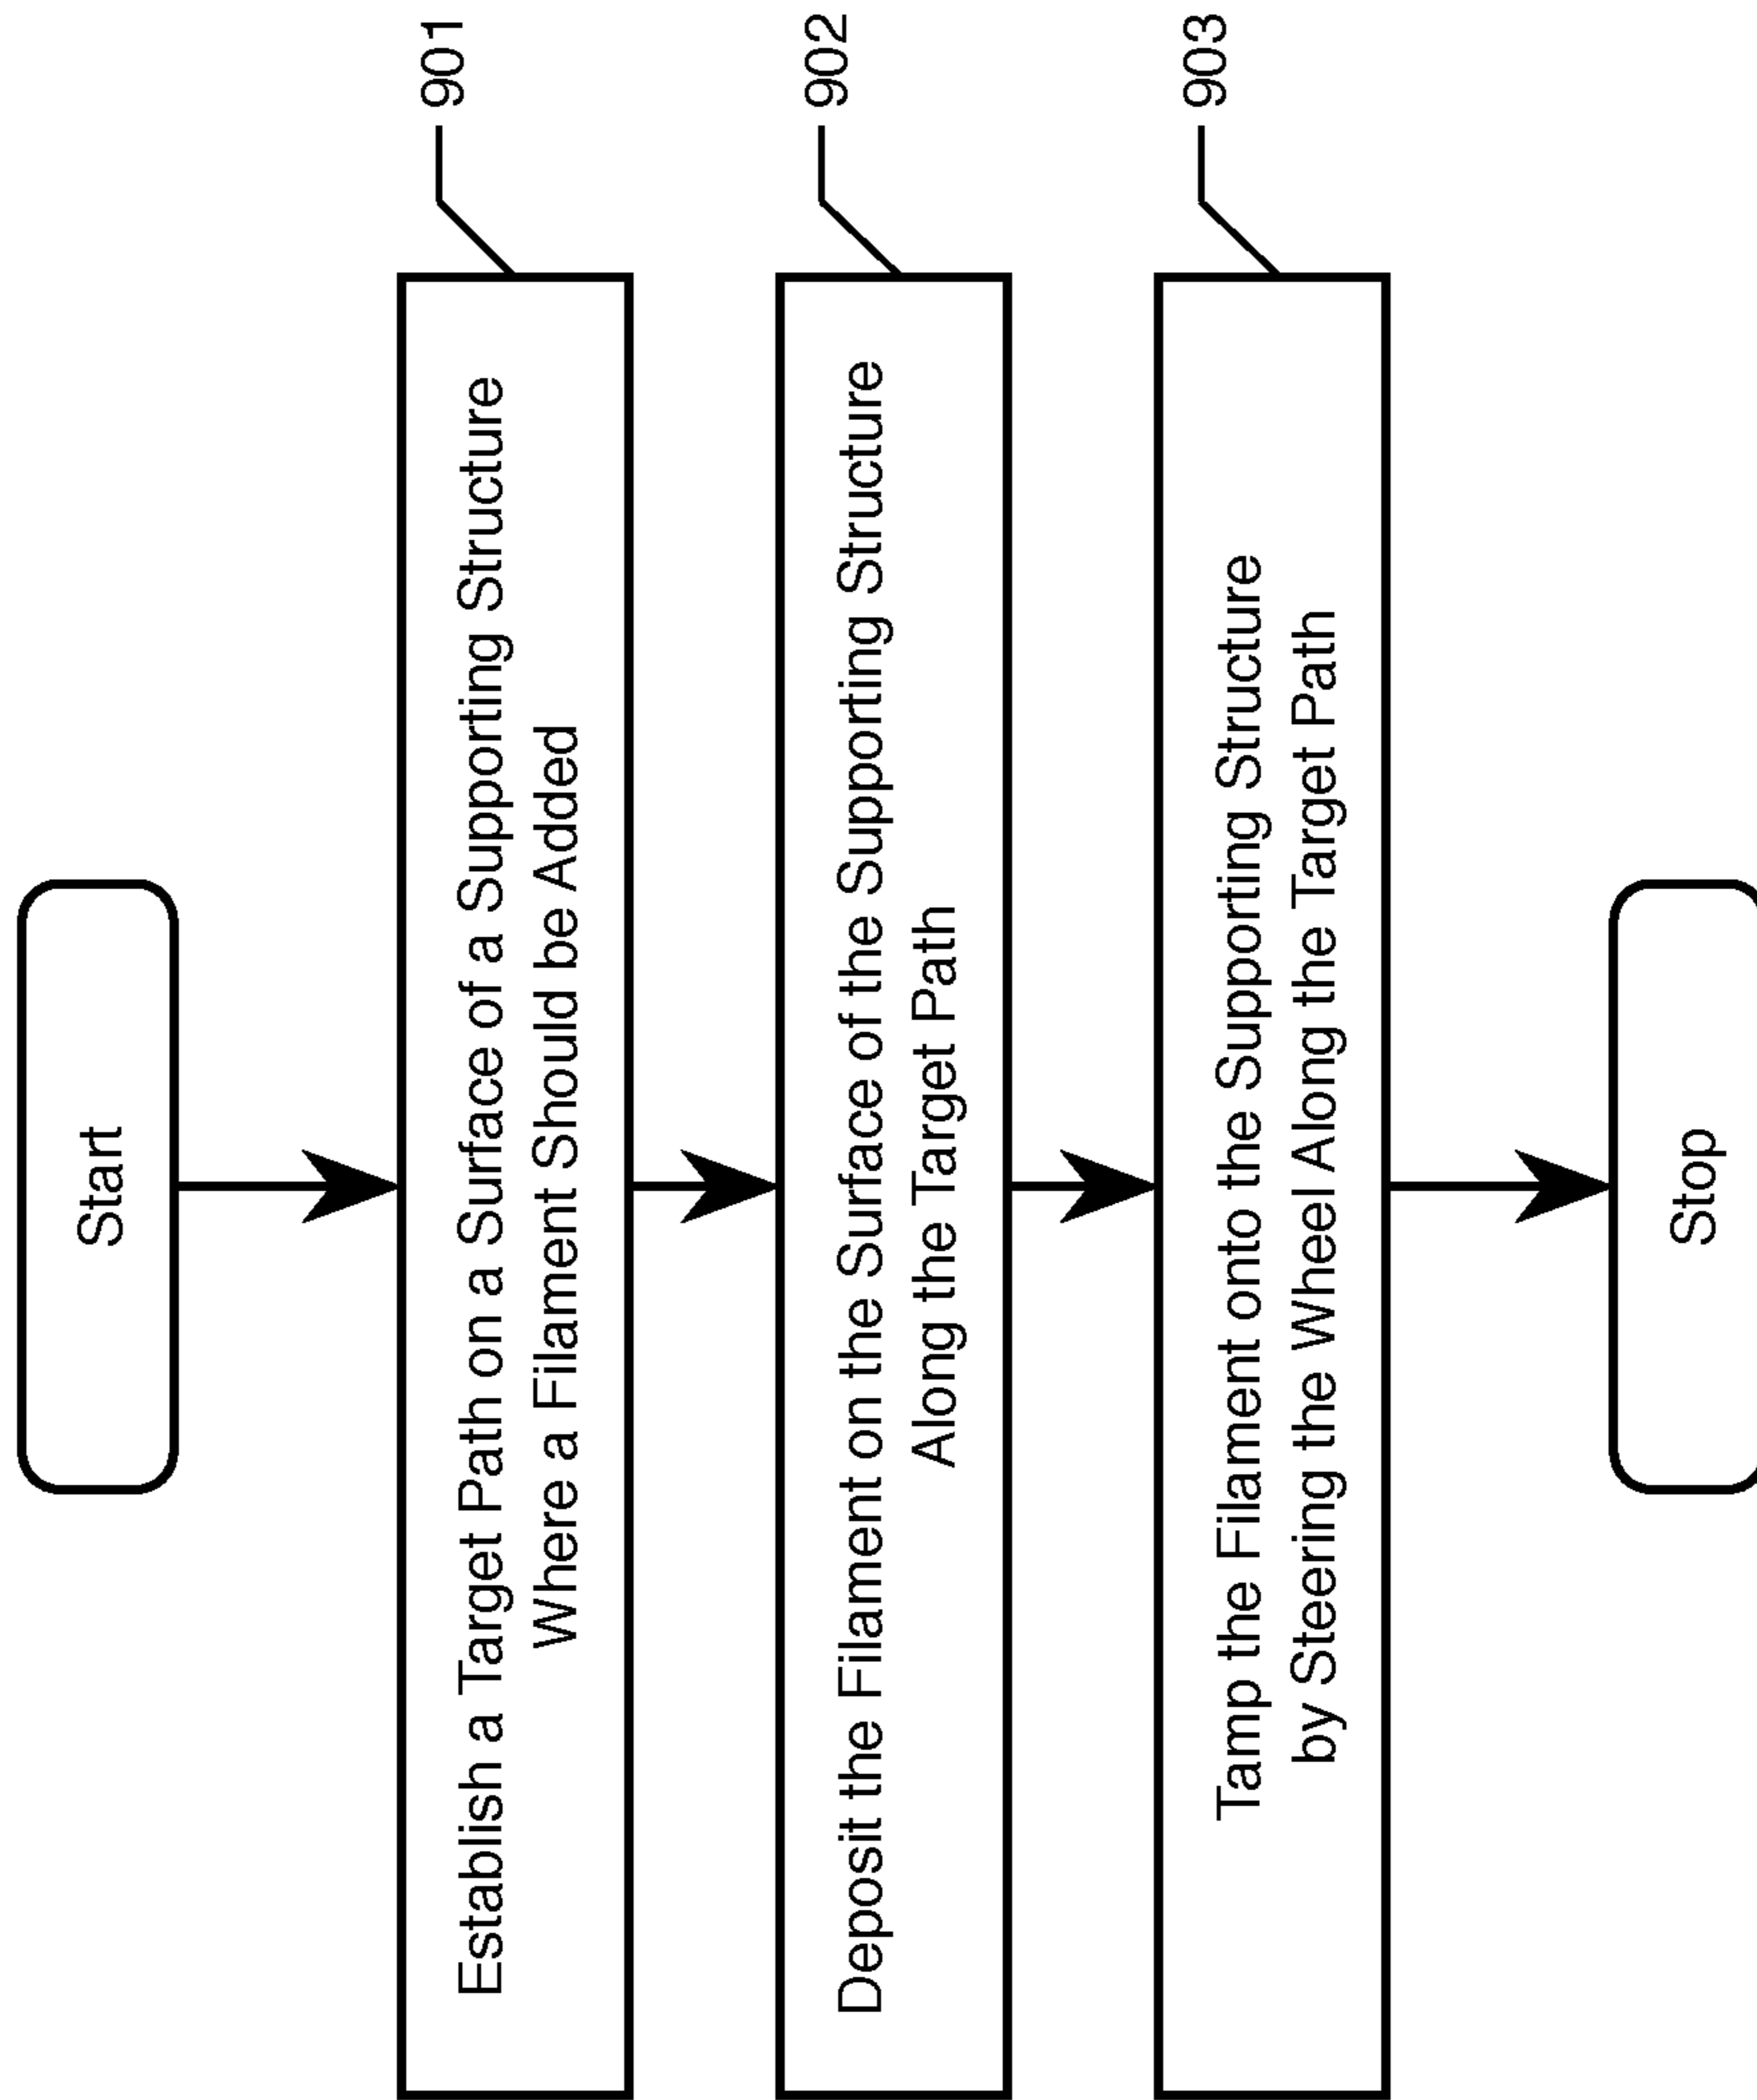 Start
Establish a Target Path on a Surface of a Supporting Structure
Where a Filament Should be Added
901
Deposit the Filament on the Surface of the Supporting Structure
Along the Target Path
902
Tamp the Filament onto the Supporting Structure
by Steering the Wheel Along the Target Path
903
Stop